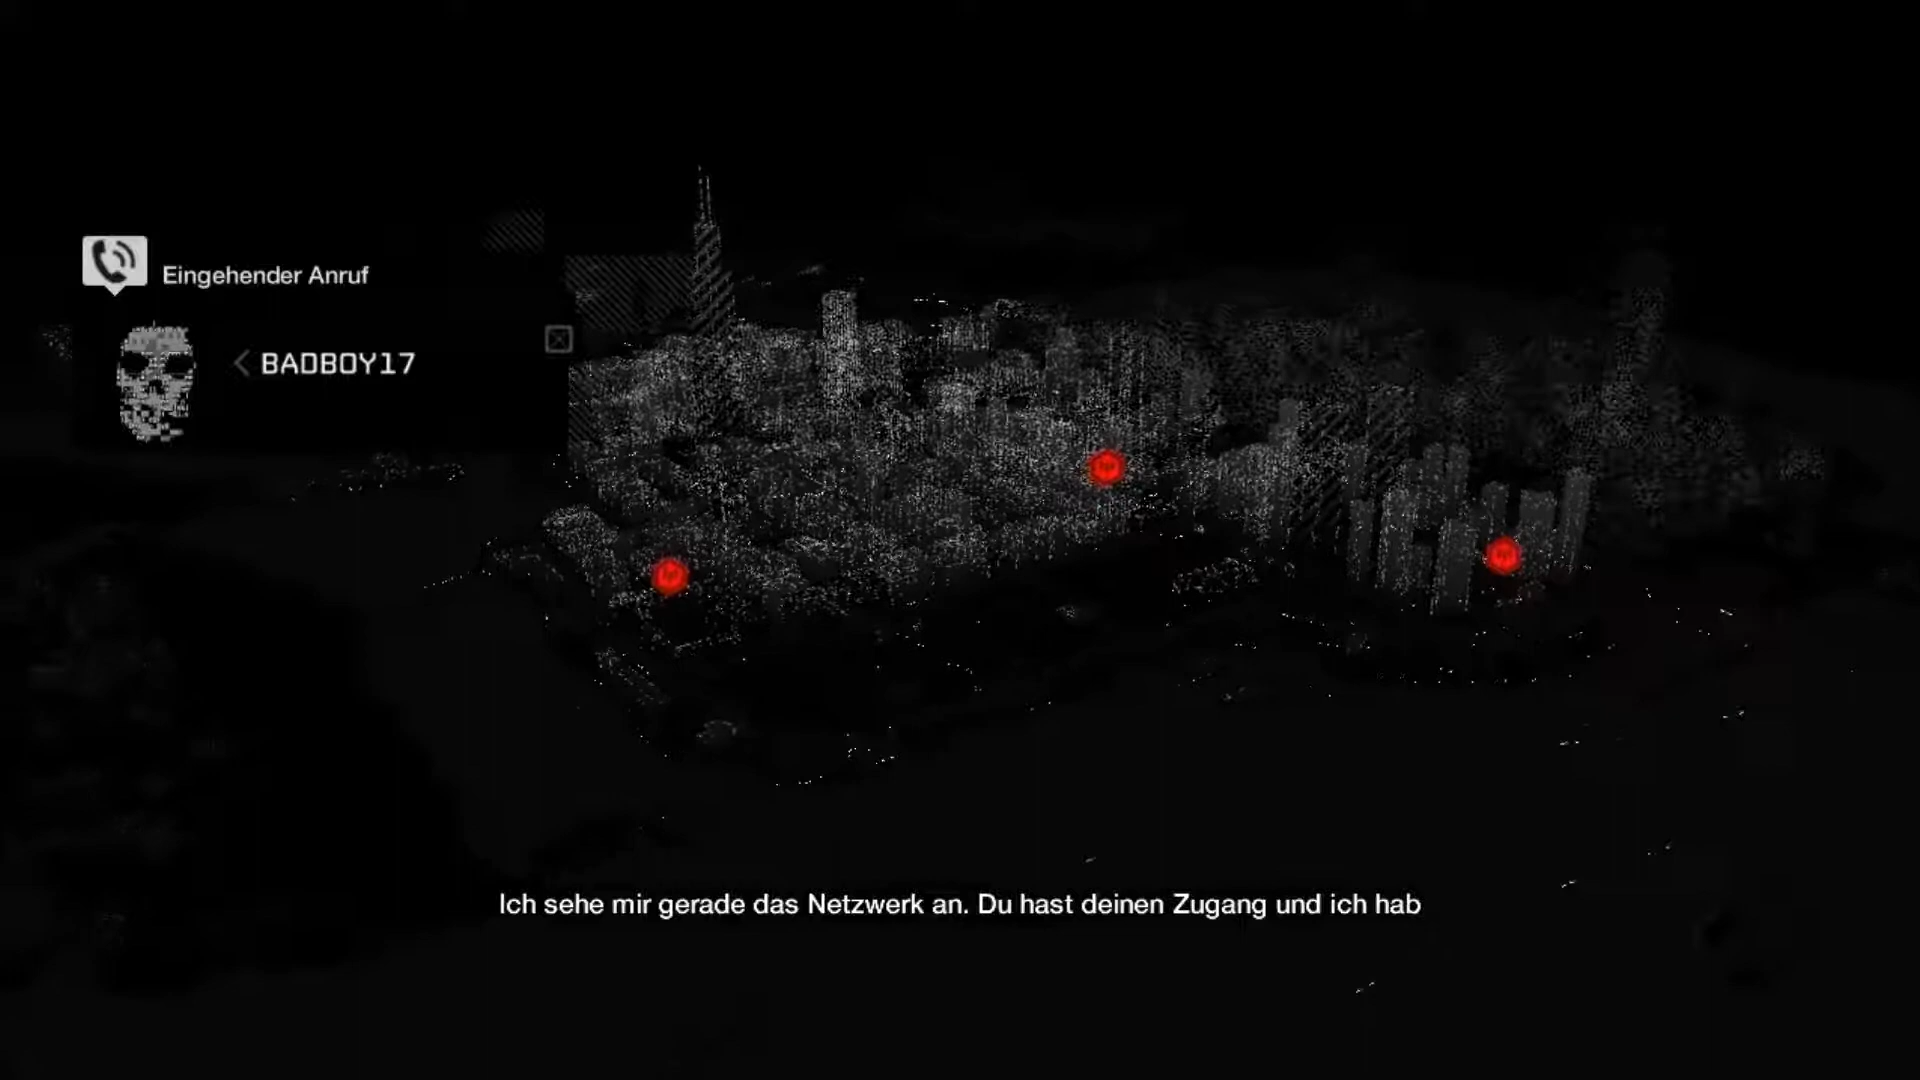 Eingehender Anruf
BADBOY17
Ich sehe mir gerade das Netzwerk an. Du hast deinen Zugang und ich hab